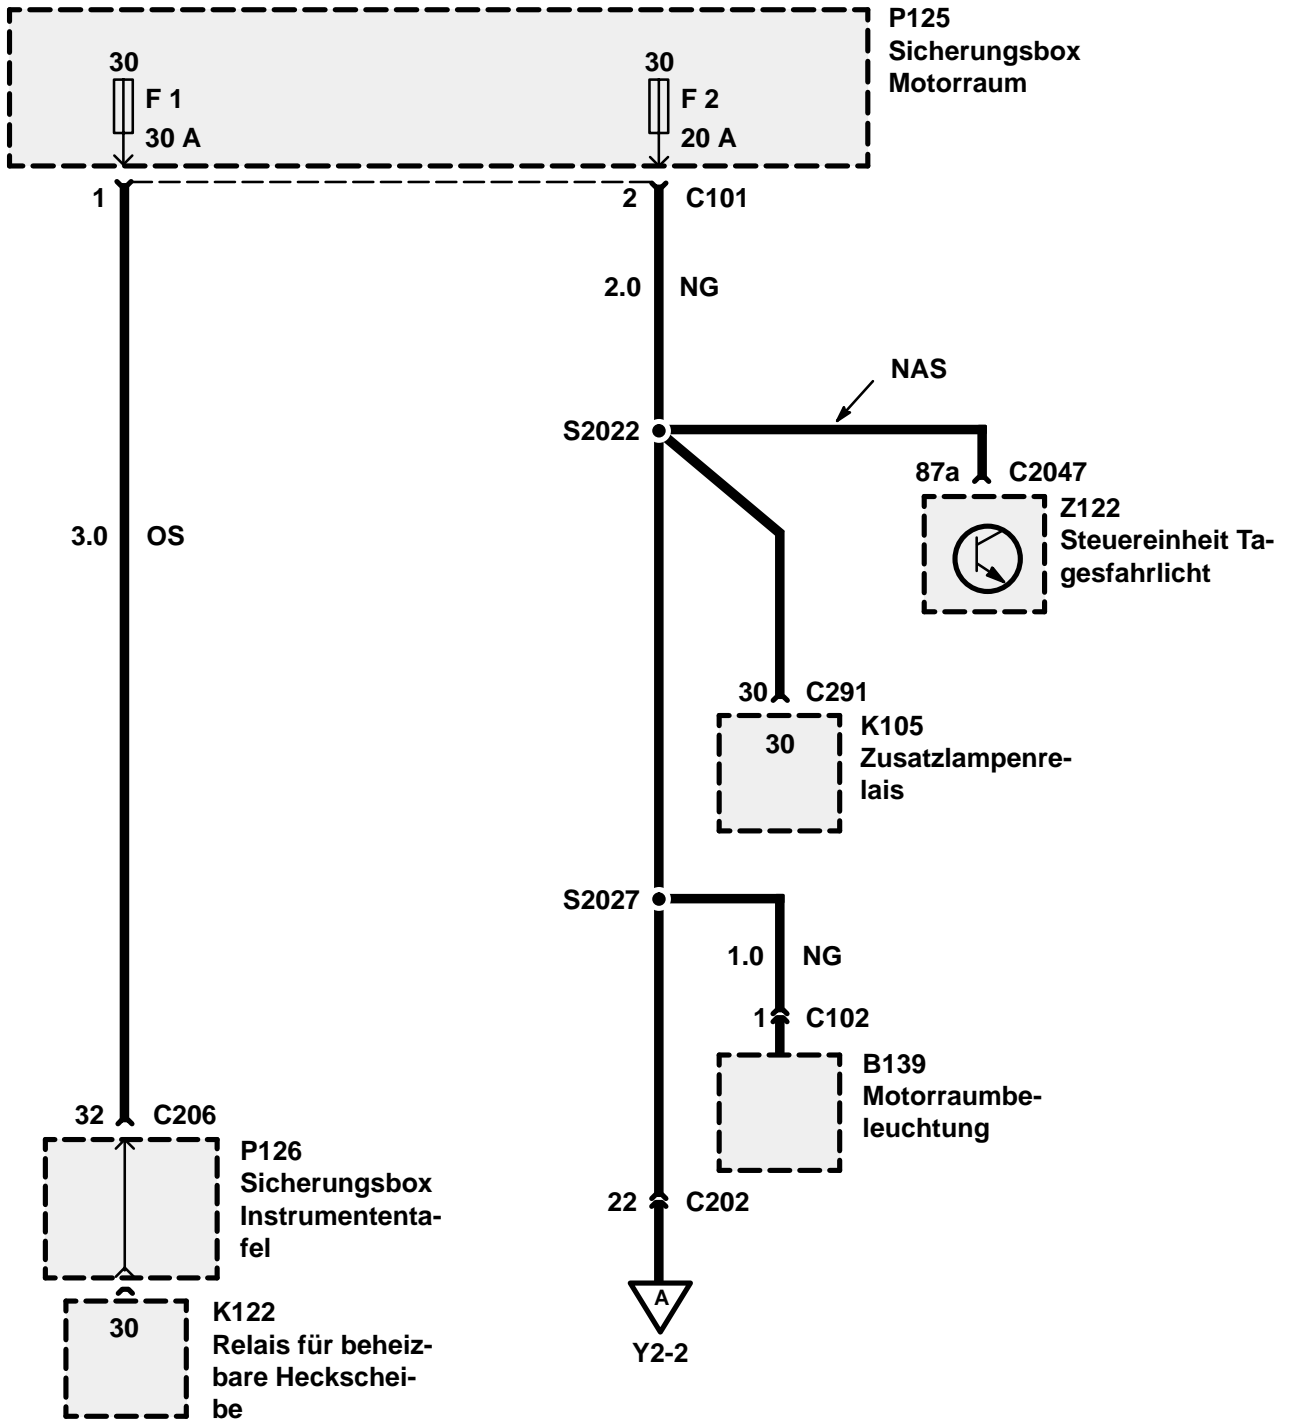 P125
Sicherungsbox
Motorraum
30
F 1
30 A
30
F 2
20 A
1
2
C101
2.0
NG
NAS
S2022
87a
C2047
Z122
Steuereinheit Ta-
gesfahrlicht
3.0
OS
30
C291
K105
Zusatzlampenre-
lais
30
S2027
1.0
NG
1
C102
B139
Motorraumbe-
leuchtung
32
C206
P126
Sicherungsbox
Instrumententa-
fel
22
C202
A
Y2-2
K122
Relais für beheiz-
bare Heckschei-
be
30